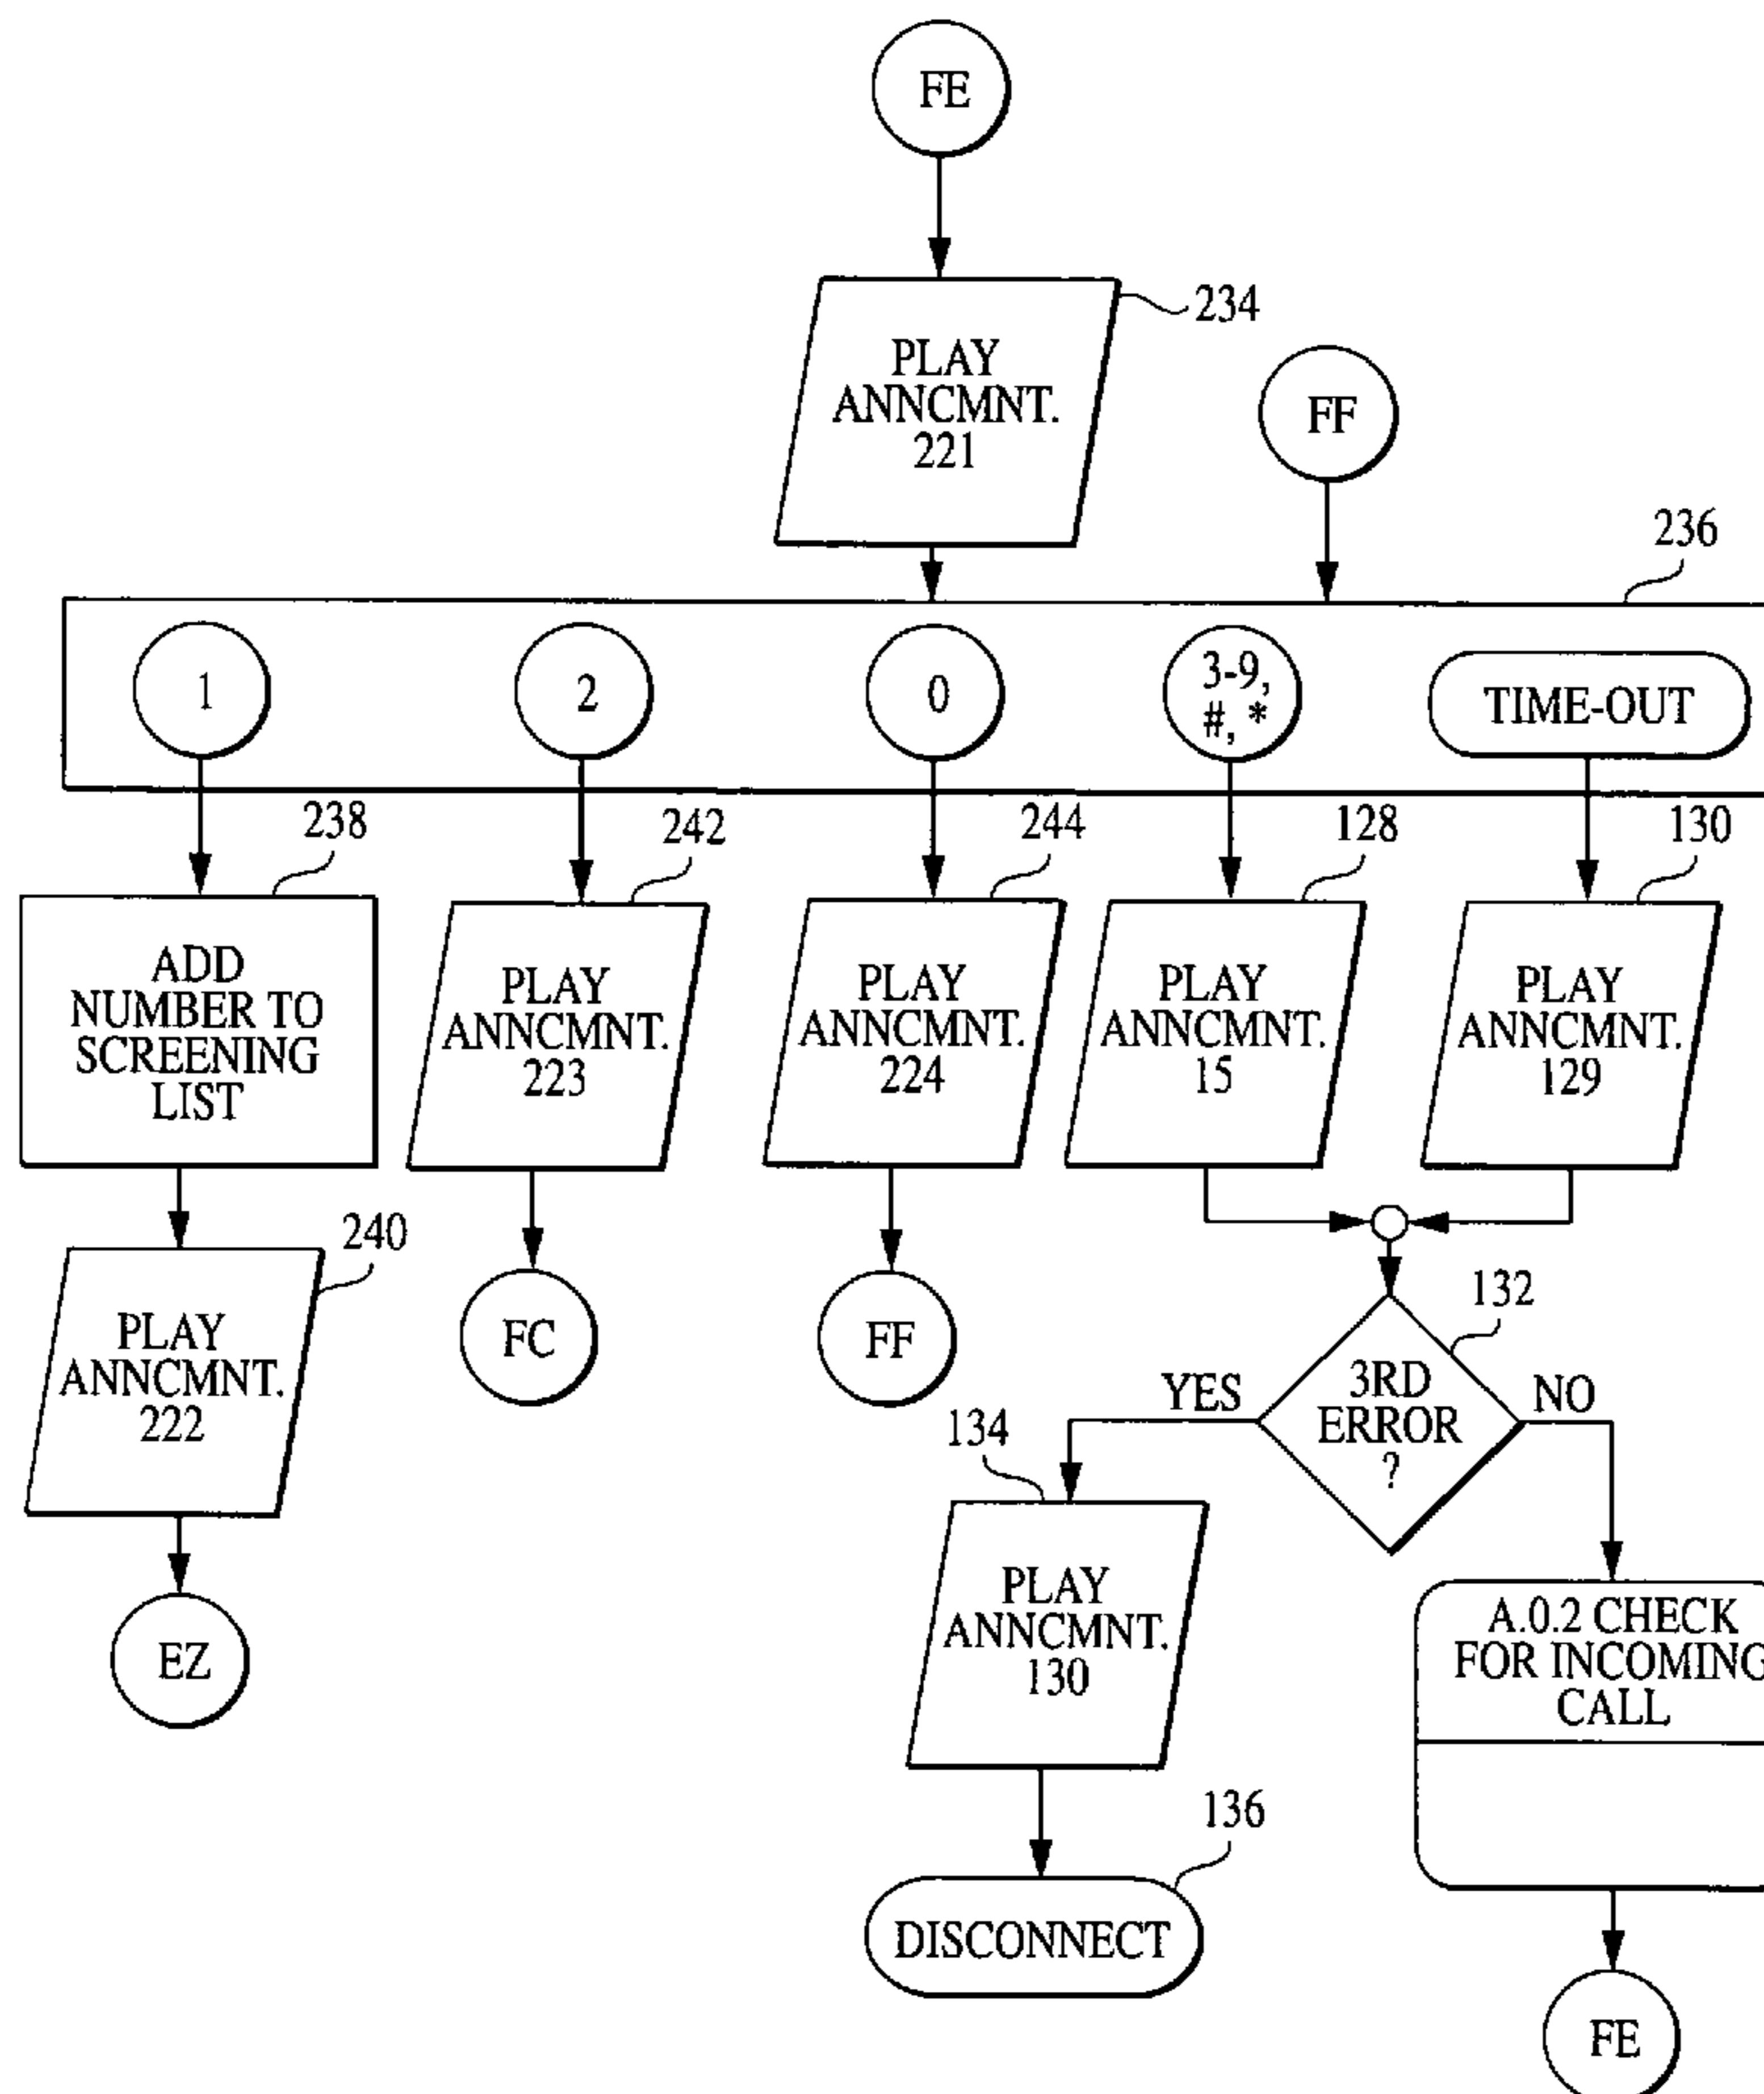 FE
234
PLAY
ANNCMNT.
221
FF
236
1
2
0
3-9,
#, *
TIME-OUT
238
242
244
128
130
ADD
NUMBER TO
SCREENING
LIST
PLAY
ANNCMNT.
223
PLAY
ANNCMNT.
224
PLAY
ANNCMNT.
15
PLAY
ANNCMNT.
129
240
PLAY
ANNCMNT.
222
FC
FF
132
3RD
ERROR
?
YES
NO
134
PLAY
ANNCMNT.
130
EZ
A.0.2 CHECK
FOR INCOMING
CALL
136
DISCONNECT
FE